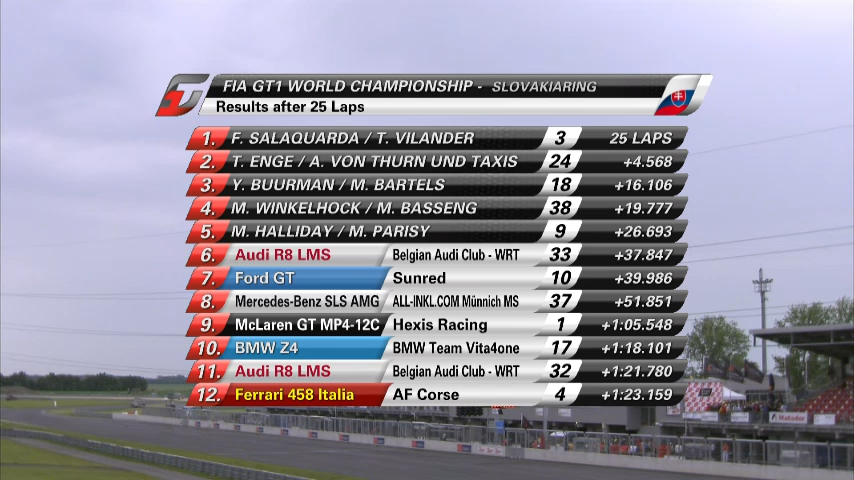 FIA GT1 WORLD CHAMPIONSHIP - SLOVAKIARING
Results after 25 Laps
1. F. SALAQUARDA / T. VILANDER 3 25 LAPS
2. T. ENGE / A. VON THURN UND TAXIS 24 +4.568
3. Y. BUURMAN / M. BARTELS 18 +16.106
4. M. WINKELHOCK / M. BASSENG 38 +19.777
5. M. HALLIDAY / M. PARISY 9 +26.693
6. Audi R8 LMS Belgian Audi Club - WRT 33 +37.847
7. Ford GT Sunred 10 +39.986
8. Mercedes-Benz SLS AMG ALL-INKL.COM Münnich MS 37 +51.851
9. McLaren GT MP4-12C Hexis Racing 1 +1:05.548
10. BMW Z4 BMW Team Vita4one 17 +1:18.101
11. Audi R8 LMS Belgian Audi Club - WRT 32 +1:21.780
12. Ferrari 458 Italia AF Corse 4 +1:23.159
Matador